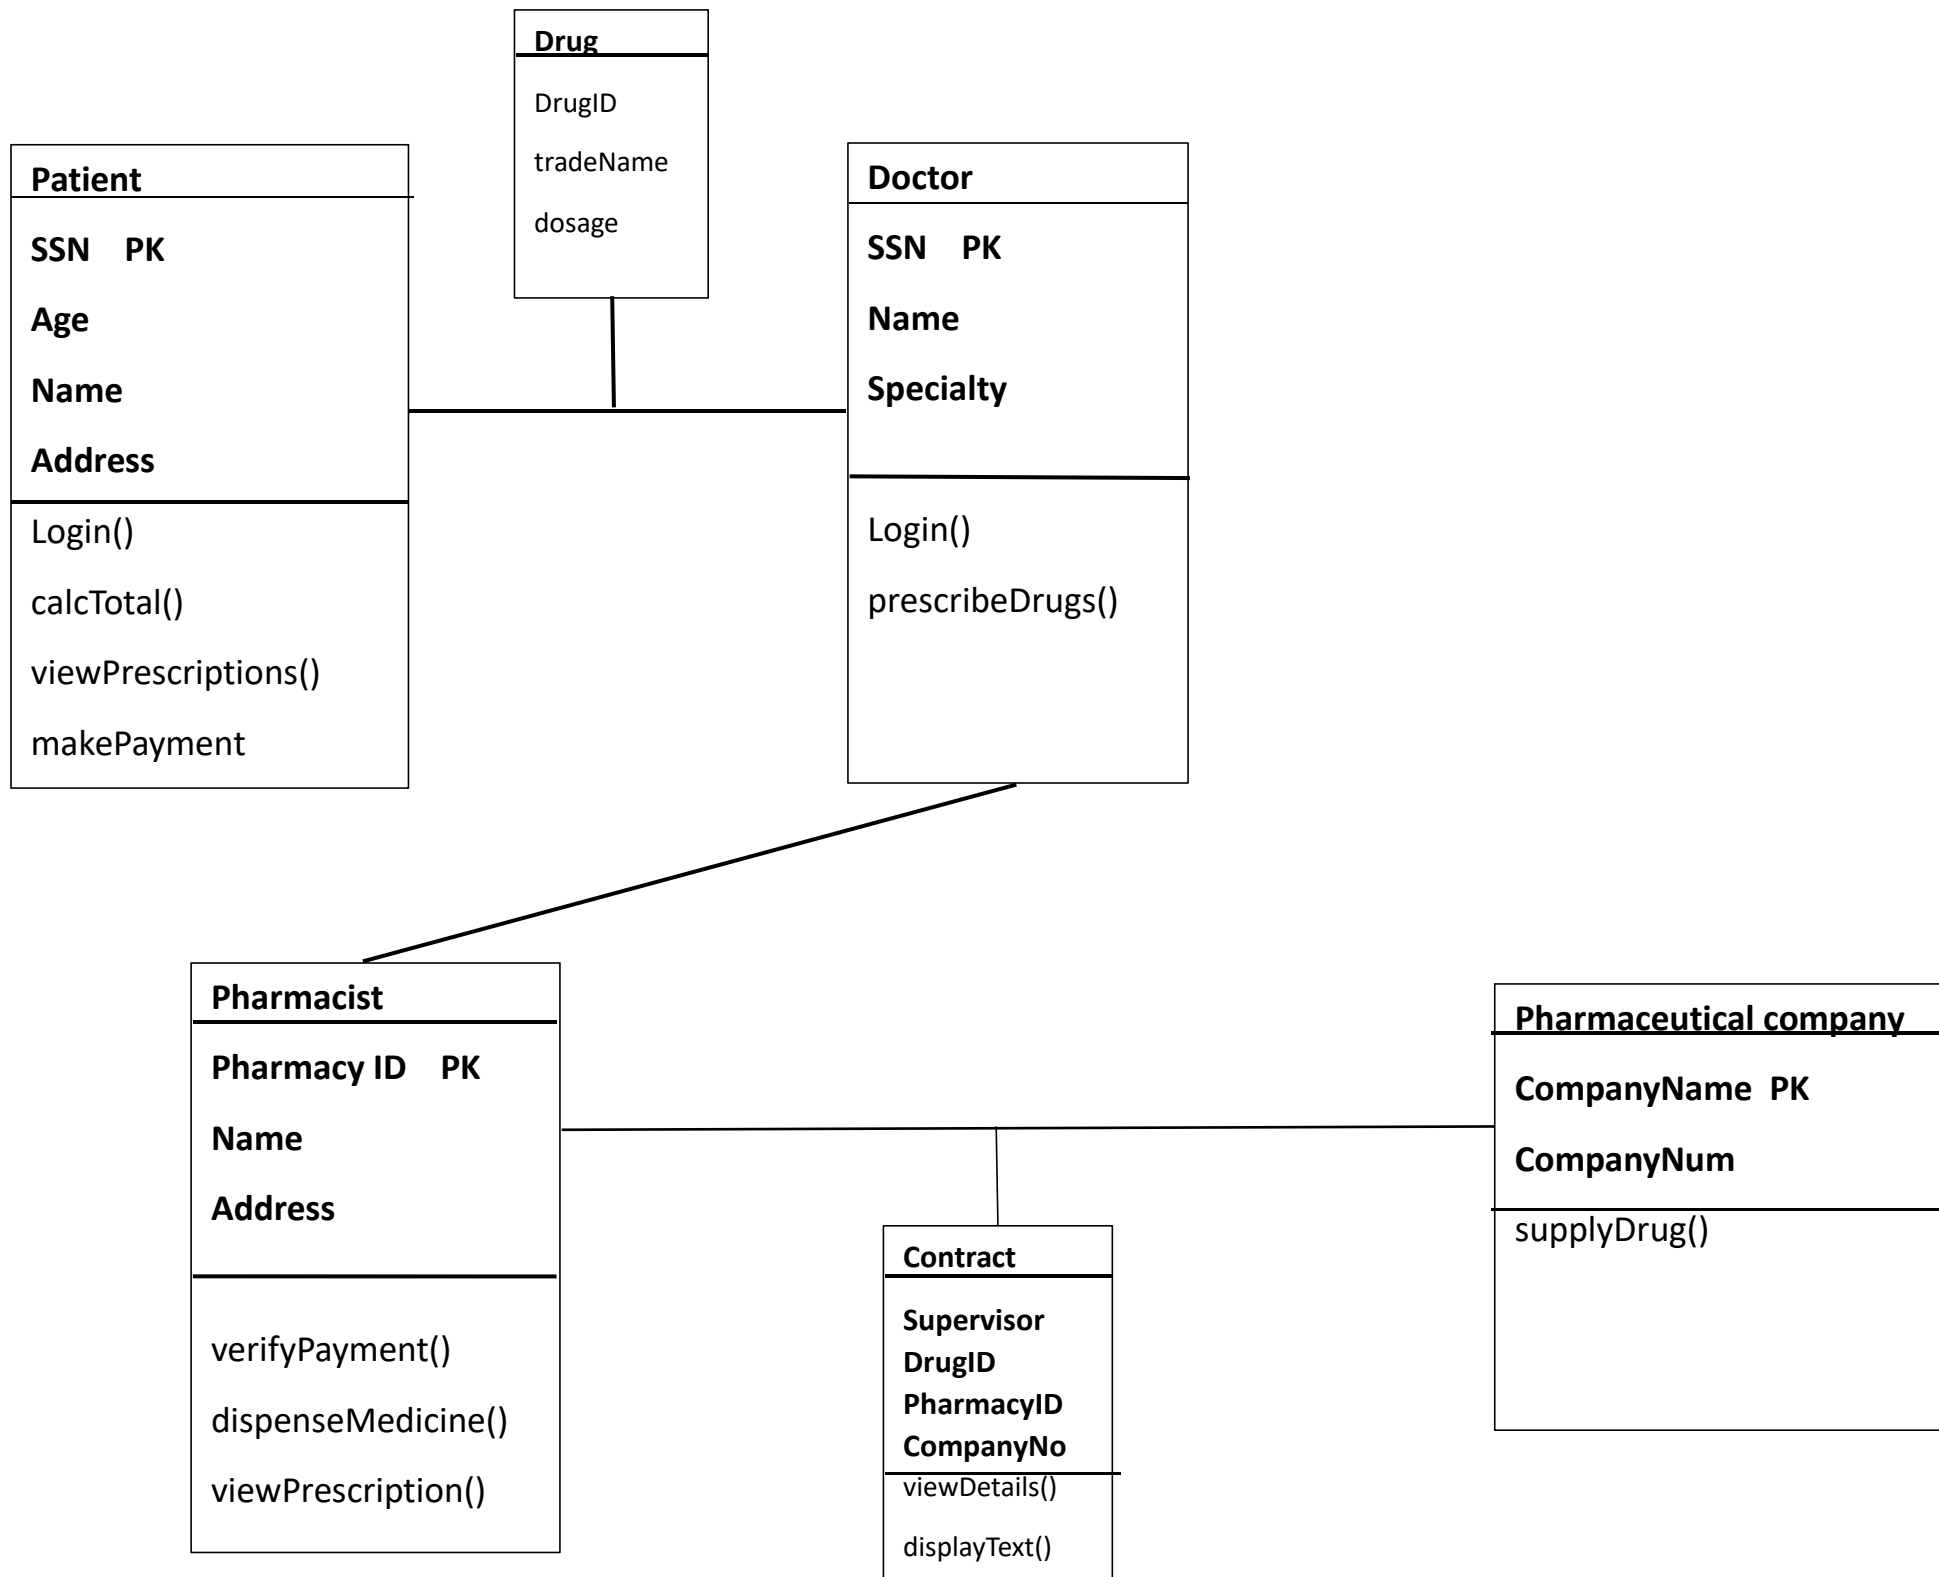 Drug
DrugID
tradeName
dosage
Patient
SSN PK
Age
Name
Address
Login()
calcTotal()
viewPrescriptions()
makePayment
Doctor
SSN PK
Name
Specialty
Login()
prescribeDrugs()
Pharmacist
Pharmacy ID PK
Name
Address
verifyPayment()
dispenseMedicine()
viewPrescription()
Contract
Supervisor
DrugID
PharmacyID
CompanyNo
viewDetails()
displayText()
Pharmaceutical company
CompanyName PK
CompanyNum
supplyDrug()